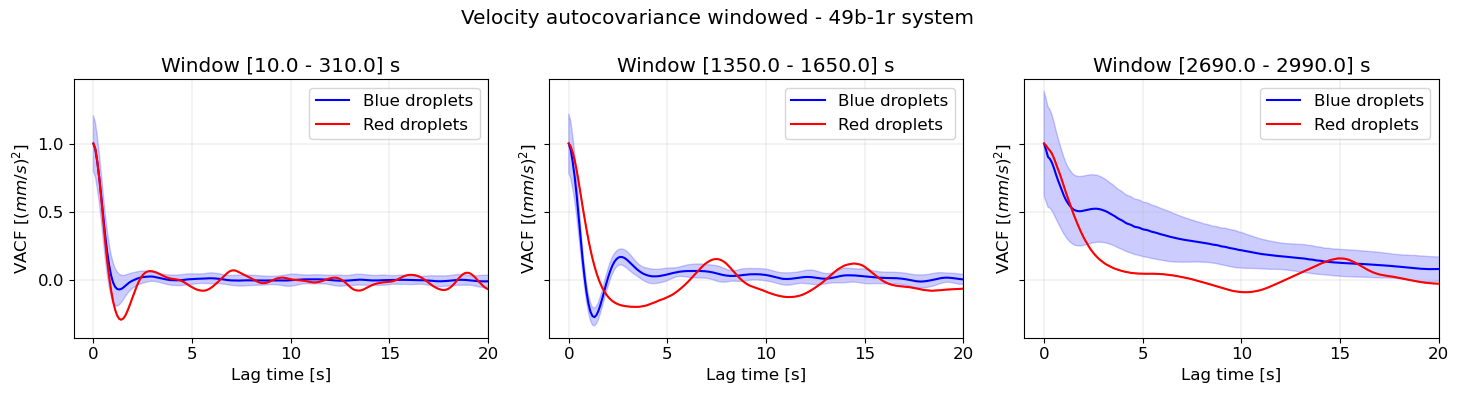 Velocity autocovariance windowed - 49b-1r system
Window [10.0 - 310.0] s
VACF [(mm/s)²]
1.0
0.5
0.0
Blue droplets
Red droplets
0
5
10
15
20
Lag time [s]
Window [1350.0 - 1650.0] s
VACF [(mm/s)²]
Blue droplets
Red droplets
0
5
10
15
20
Lag time [s]
Window [2690.0 - 2990.0] s
VACF [(mm/s)²]
Blue droplets
Red droplets
0
5
10
15
20
Lag time [s]